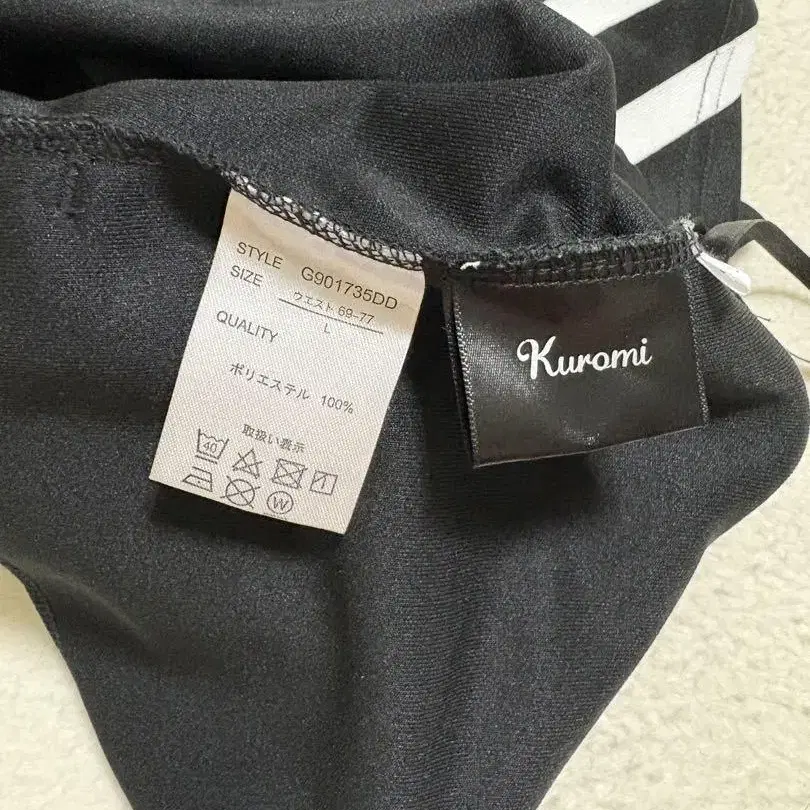 STYLE G901735DD
SIZE ウエスト 69-77
L
QUALITY
ポリエステル 100%
取扱い表示
40
W
Kuromi